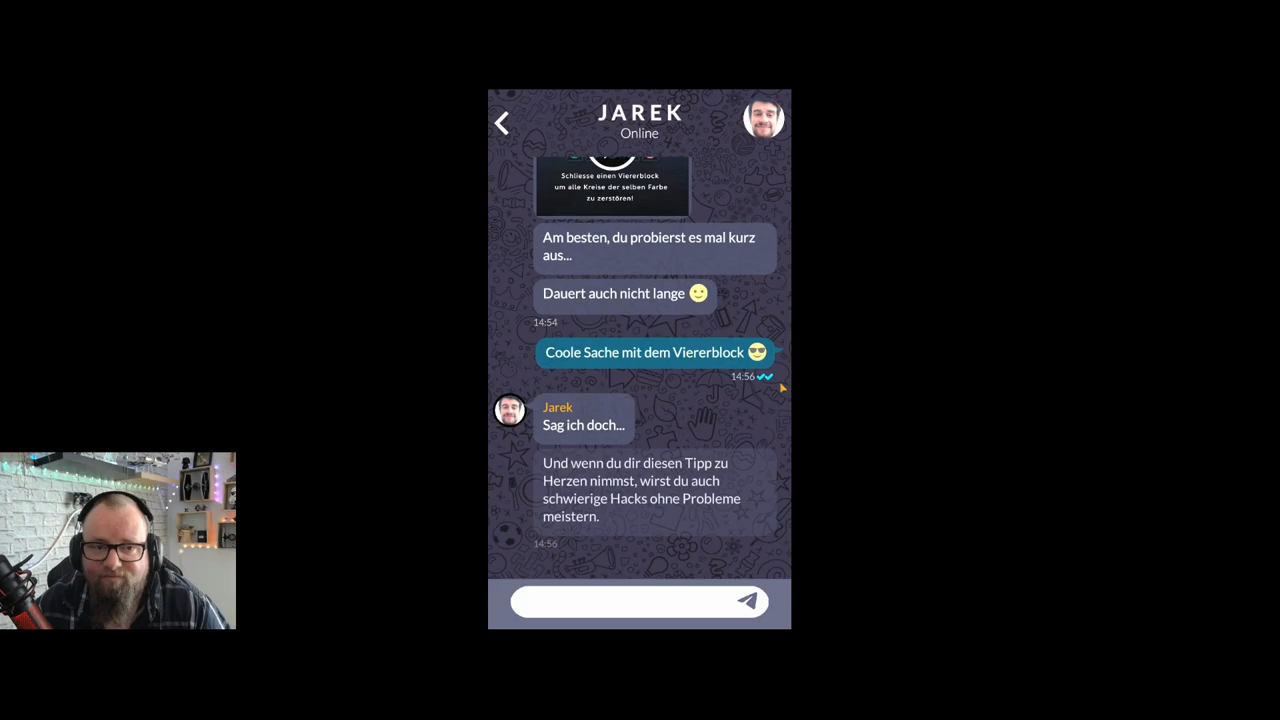 JAREK
Online
Schliesse einen Viererblock
um alle Kreise der selben Farbe
zu zerstören!
Am besten, du probierst es mal kurz
aus...
Dauert auch nicht lange 🙂
14:54
Coole Sache mit dem Viererblock 😎
14:56
Jarek
Sag ich doch...
Und wenn du dir diesen Tipp zu
Herzen nimmst, wirst du auch
schwierige Hacks ohne Probleme
meistern.
14:56